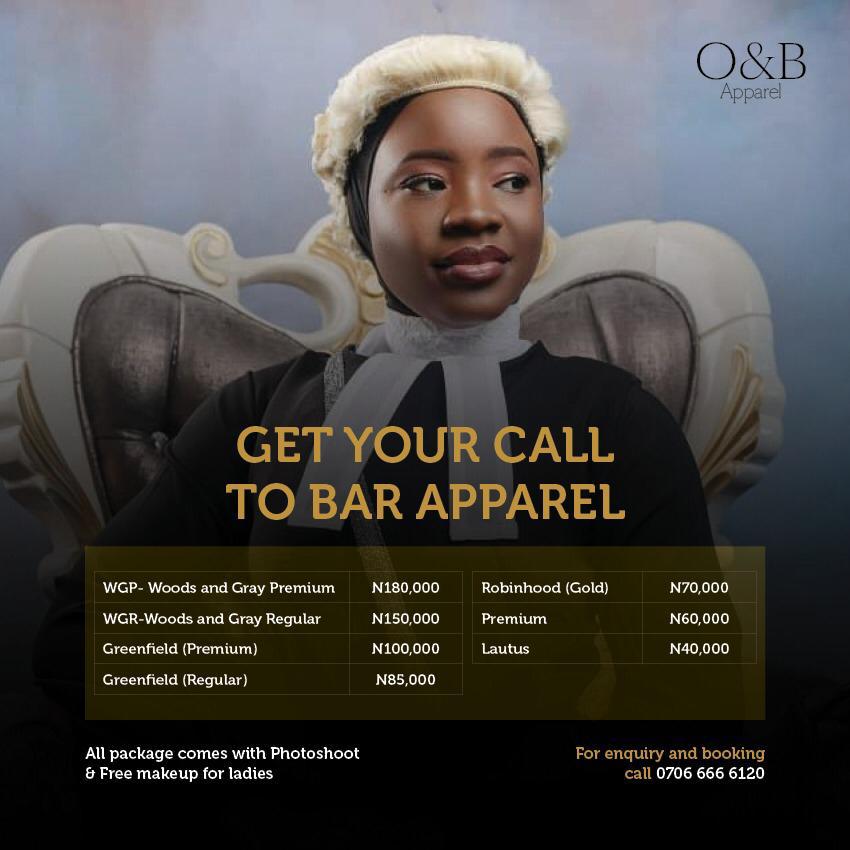 O&B
Apparel
GET YOUR CALL
TO BAR APPAREL
WGP- Woods and Gray Premium N180,000
WGR-Woods and Gray Regular N150,000
Greenfield (Premium) N100,000
Greenfield (Regular) N85,000
Robinhood (Gold) N70,000
Premium N60,000
Lautus N40,000
All package comes with Photoshoot
& Free makeup for ladies
For enquiry and booking
call 0706 666 6120